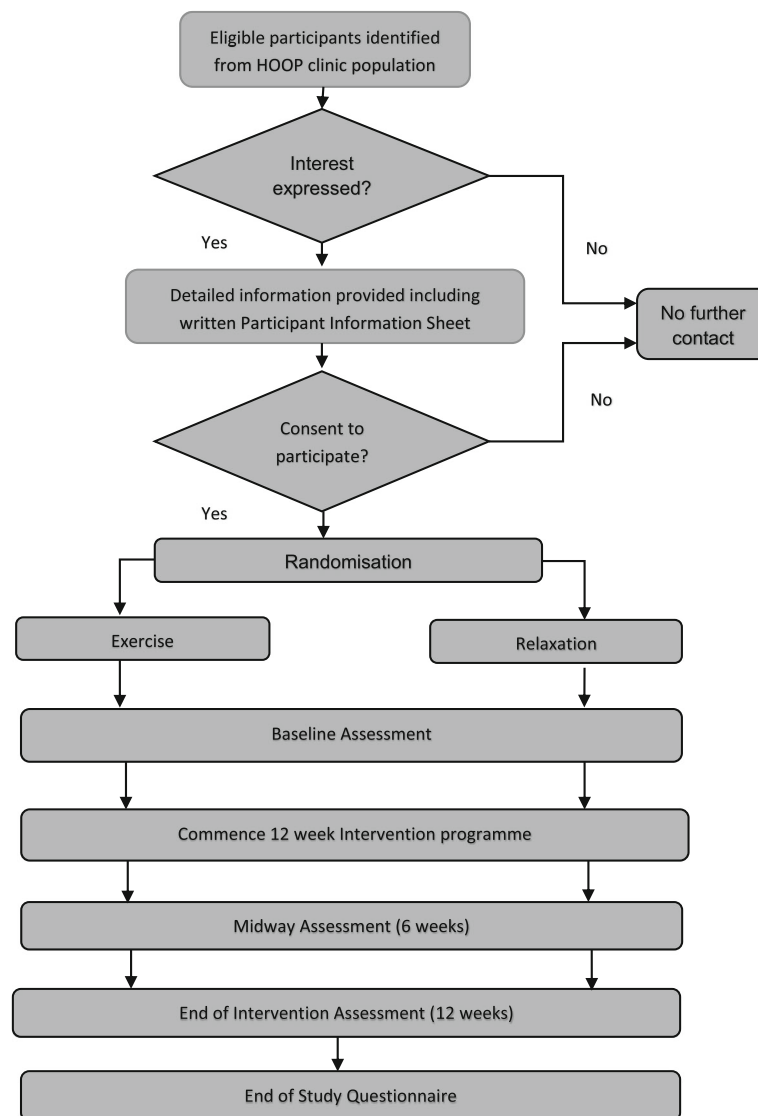 Eligible participants identified
from HOOP clinic population
Interest
expressed?
Yes
No
Detailed information provided including
written Participant Information Sheet
No further
contact
Consent to
participate?
No
Yes
Randomisation
Exercise
Relaxation
Baseline Assessment
Commence 12 week Intervention programme
Midway Assessment (6 weeks)
End of Intervention Assessment (12 weeks)
End of Study Questionnaire